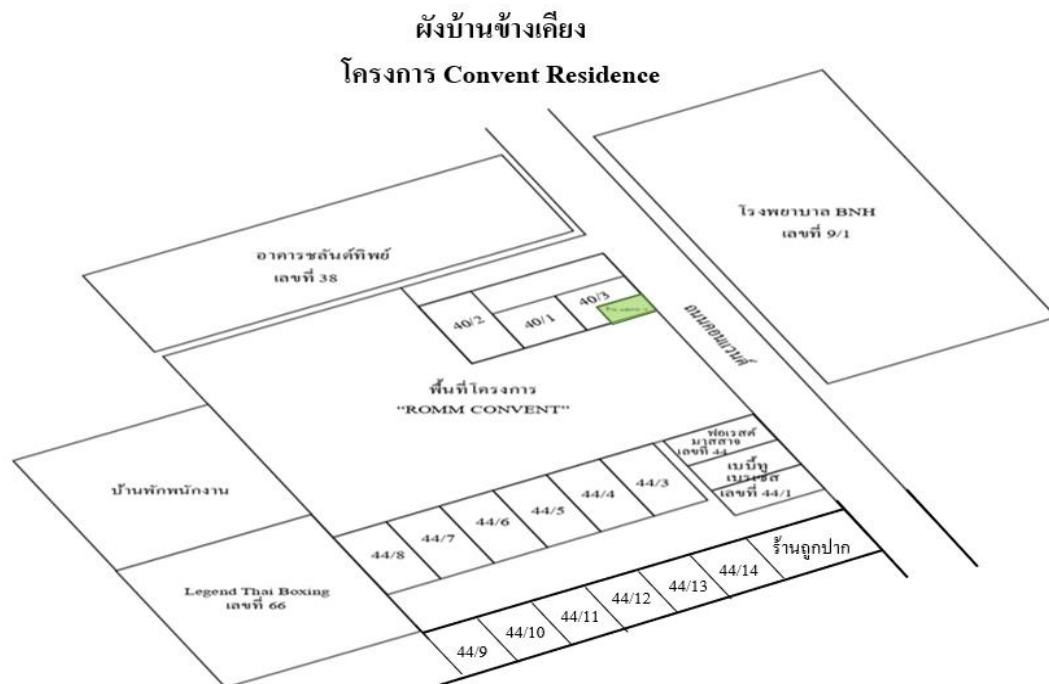 ผังบ้านข้างเคียง
โครงการ Convent Residence
โรงพยาบาล BNH
เลขที่ 9/1
อาคารชลันต์ทิพย์
เลขที่ 38
40/3
40/2
40/1
ถนนคอนแวนต์
พื้นที่โครงการ
“ROMM CONVENT”
ฟอเรสต์
มาสสาจ
เลขที่ 44
เบบี้ทู
เบรเซส
เลขที่ 44/1
บ้านพักพนักงาน
44/3
44/4
44/5
44/6
44/7
44/8
ร้านถูกปาก
44/14
44/13
44/12
44/11
44/10
44/9
Legend Thai Boxing
เลขที่ 66